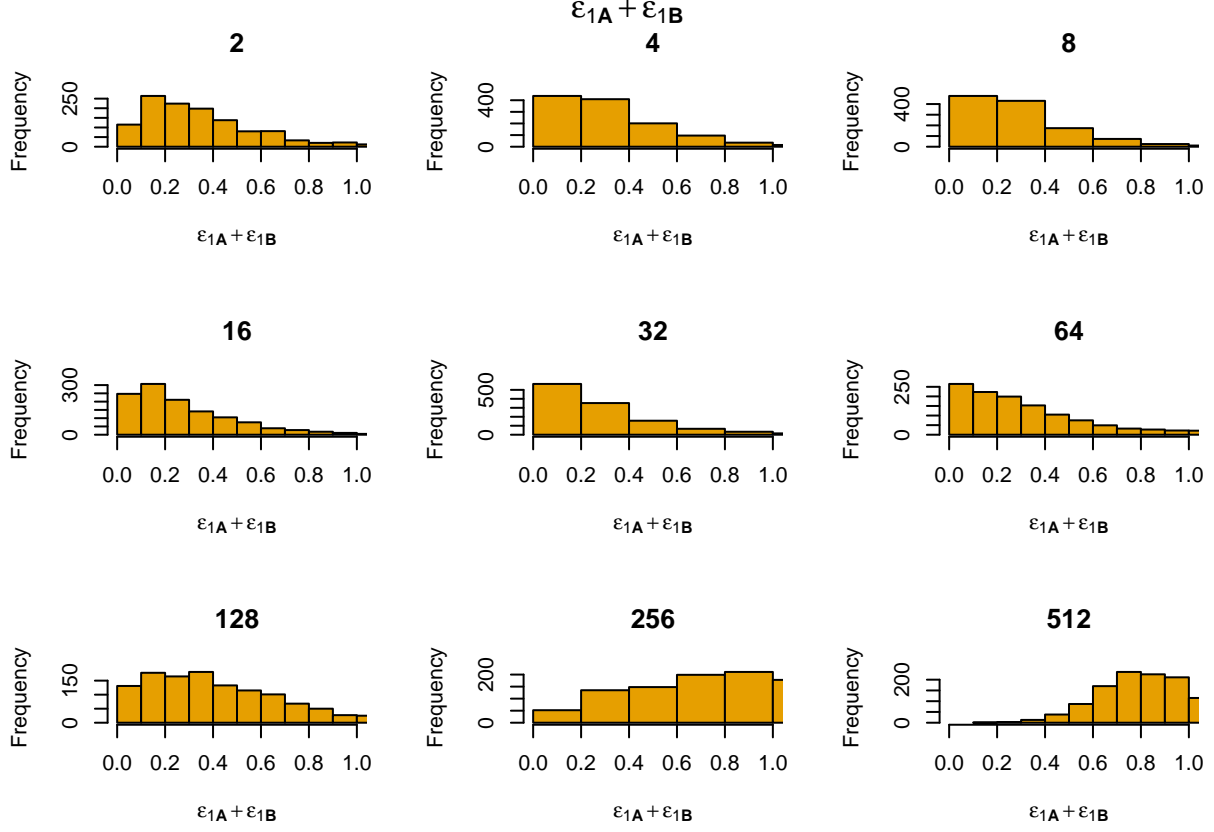 ε1A + ε1B
2 4 8
Frequency 0 250 Frequency 0 400 Frequency 0 400
0.0 0.2 0.4 0.6 0.8 1.0 0.0 0.2 0.4 0.6 0.8 1.0 0.0 0.2 0.4 0.6 0.8 1.0
ε1A + ε1B ε1A + ε1B ε1A + ε1B
16 32 64
Frequency 0 300 Frequency 0 500 Frequency 0 250
0.0 0.2 0.4 0.6 0.8 1.0 0.0 0.2 0.4 0.6 0.8 1.0 0.0 0.2 0.4 0.6 0.8 1.0
ε1A + ε1B ε1A + ε1B ε1A + ε1B
128 256 512
Frequency 0 150 Frequency 0 200 Frequency 0 200
0.0 0.2 0.4 0.6 0.8 1.0 0.0 0.2 0.4 0.6 0.8 1.0 0.0 0.2 0.4 0.6 0.8 1.0
ε1A + ε1B ε1A + ε1B ε1A + ε1B